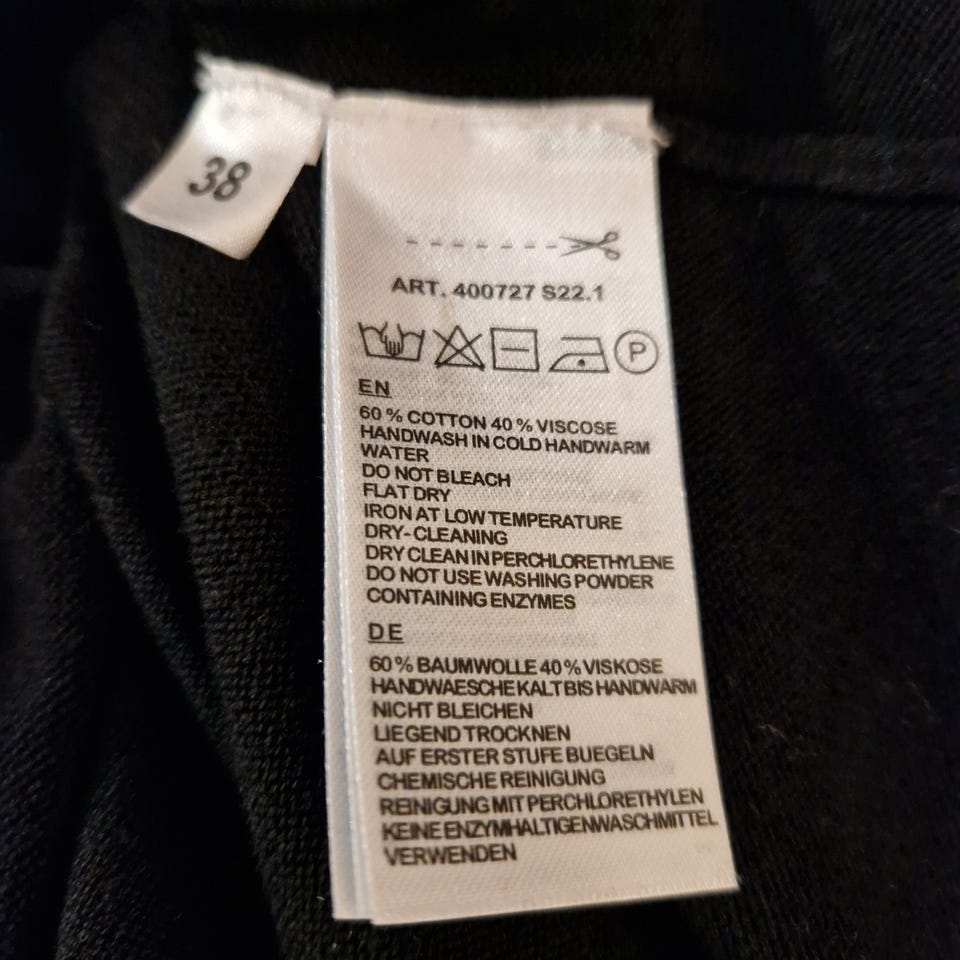 38
ART. 400727 S22.1
P
EN
60 % COTTON 40 % VISCOSE
HANDWASH IN COLD HANDWARM
WATER
DO NOT BLEACH
FLAT DRY
IRON AT LOW TEMPERATURE
DRY-CLEANING
DRY CLEAN IN PERCHLORETHYLENE
DO NOT USE WASHING POWDER
CONTAINING ENZYMES
DE
60 % BAUMWOLLE 40 % VISKOSE
HANDWAESCHE KALT BIS HANDWARM
NICHT BLEICHEN
LIEGEND TROCKNEN
AUF ERSTER STUFE BUEGELN
CHEMISCHE REINIGUNG
REINIGUNG MIT PERCHLORETHYLEN
KEINE ENZYMHALTIGEN WASCHMITTEL
VERWENDEN